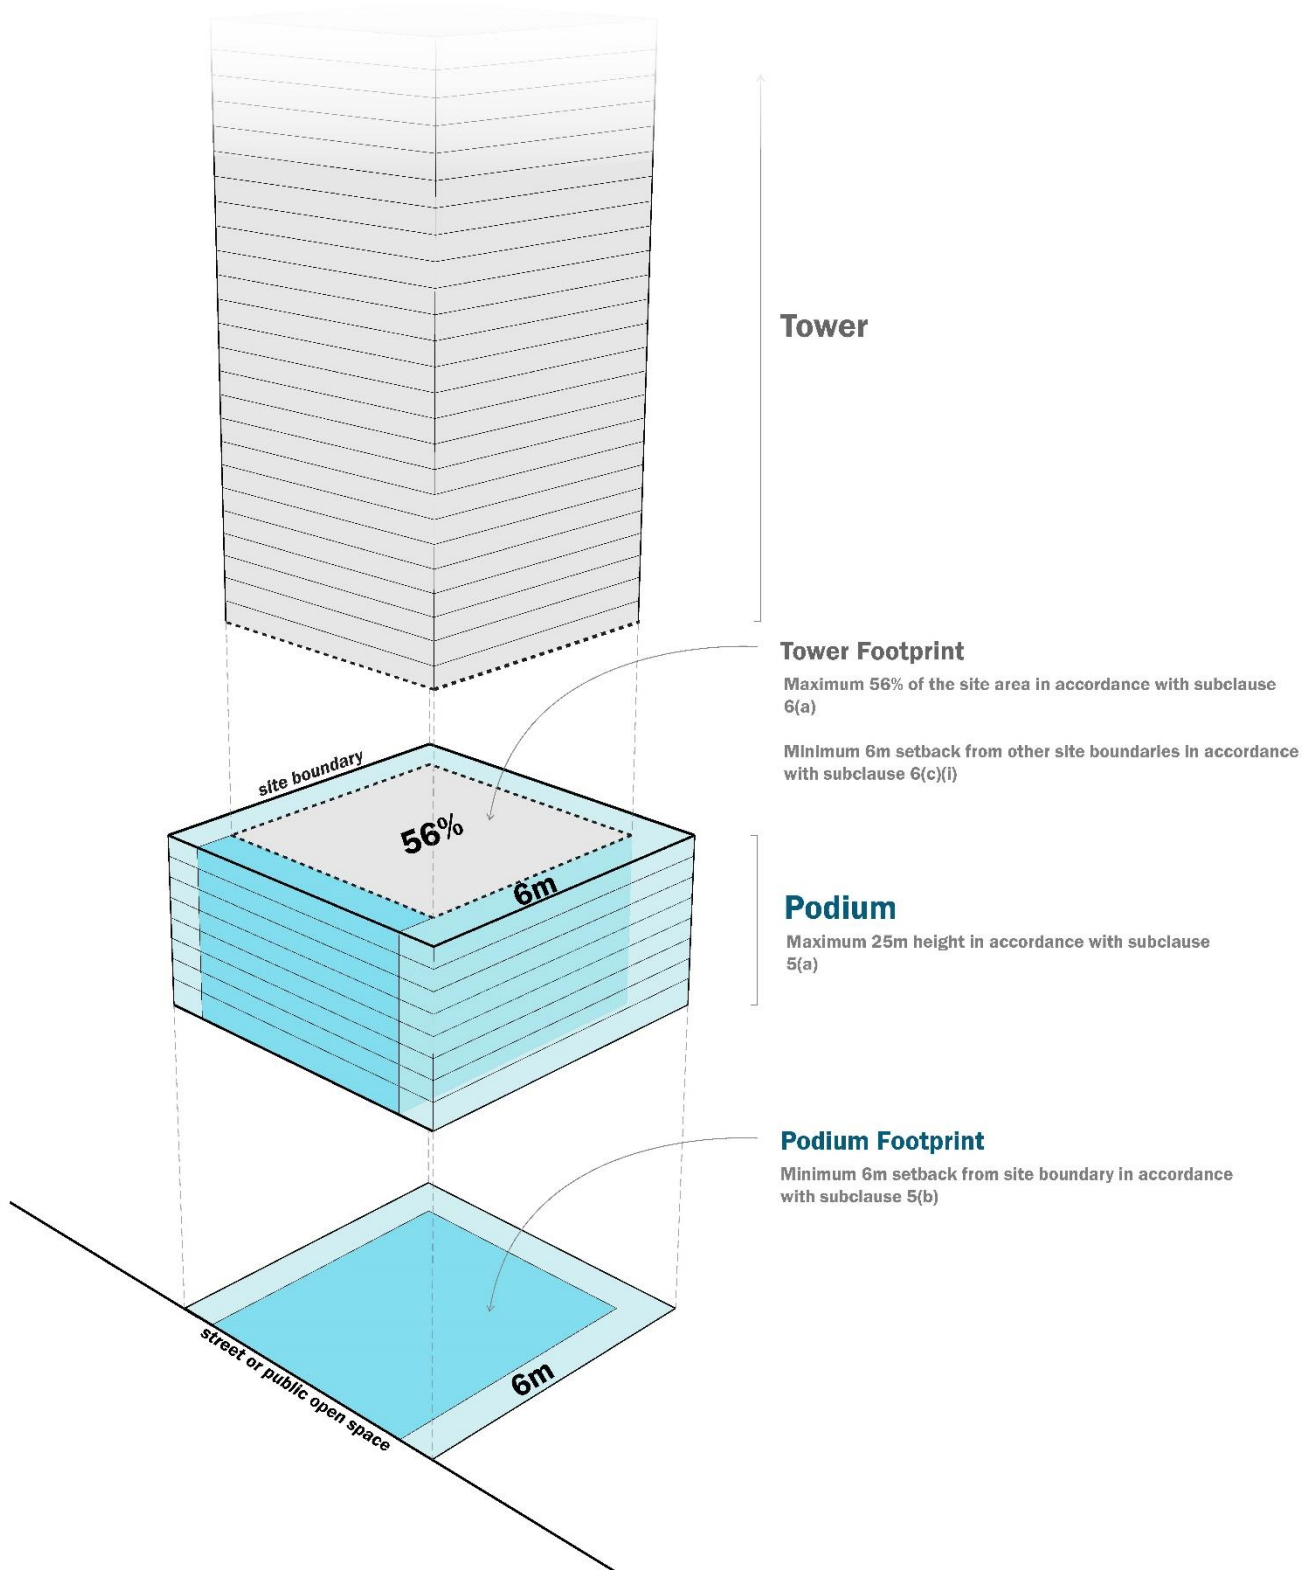 Tower
Tower Footprint
Maximum 56% of the site area in accordance with subclause
6(a)
Minimum 6m setback from other site boundaries in accordance
with subclause 6(c)(i)
site boundary
56%
6m
Podium
Maximum 25m height in accordance with subclause
5(a)
Podium Footprint
Minimum 6m setback from site boundary in accordance
with subclause 5(b)
street or public open space
6m